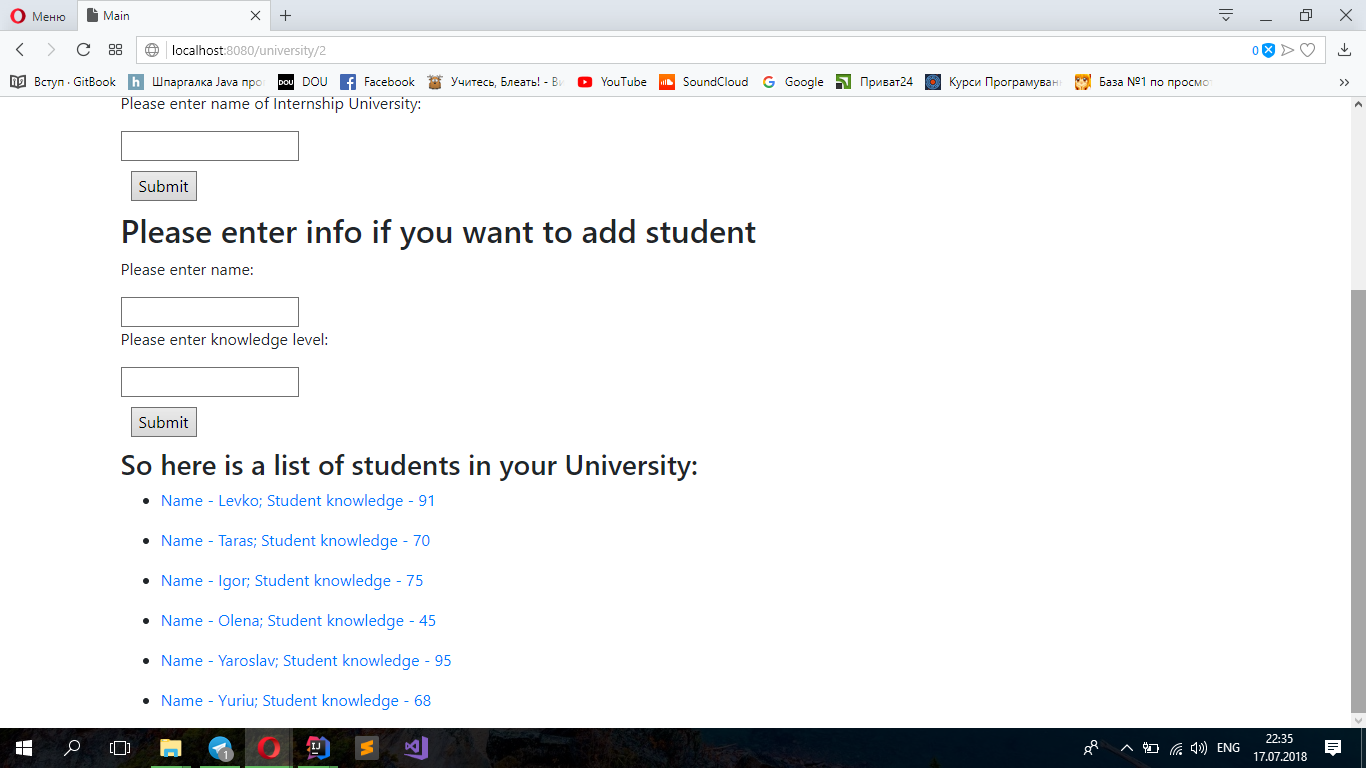 Меню
Main
localhost:8080/university/2
0
Вступ · GitBook
Шпаргалка Java про
DOU
DOU
Facebook
Учитесь, Блеать! - Ви
YouTube
SoundCloud
Google
Приват24
Курси Програмуван
База №1 по просмот
Please enter name of Internship University:
Submit
Please enter info if you want to add student
Please enter name:
Please enter knowledge level:
Submit
So here is a list of students in your University:
Name - Levko; Student knowledge - 91
Name - Taras; Student knowledge - 70
Name - Igor; Student knowledge - 75
Name - Olena; Student knowledge - 45
Name - Yaroslav; Student knowledge - 95
Name - Yuriu; Student knowledge - 68
1
IJ
ENG
22:35
17.07.2018